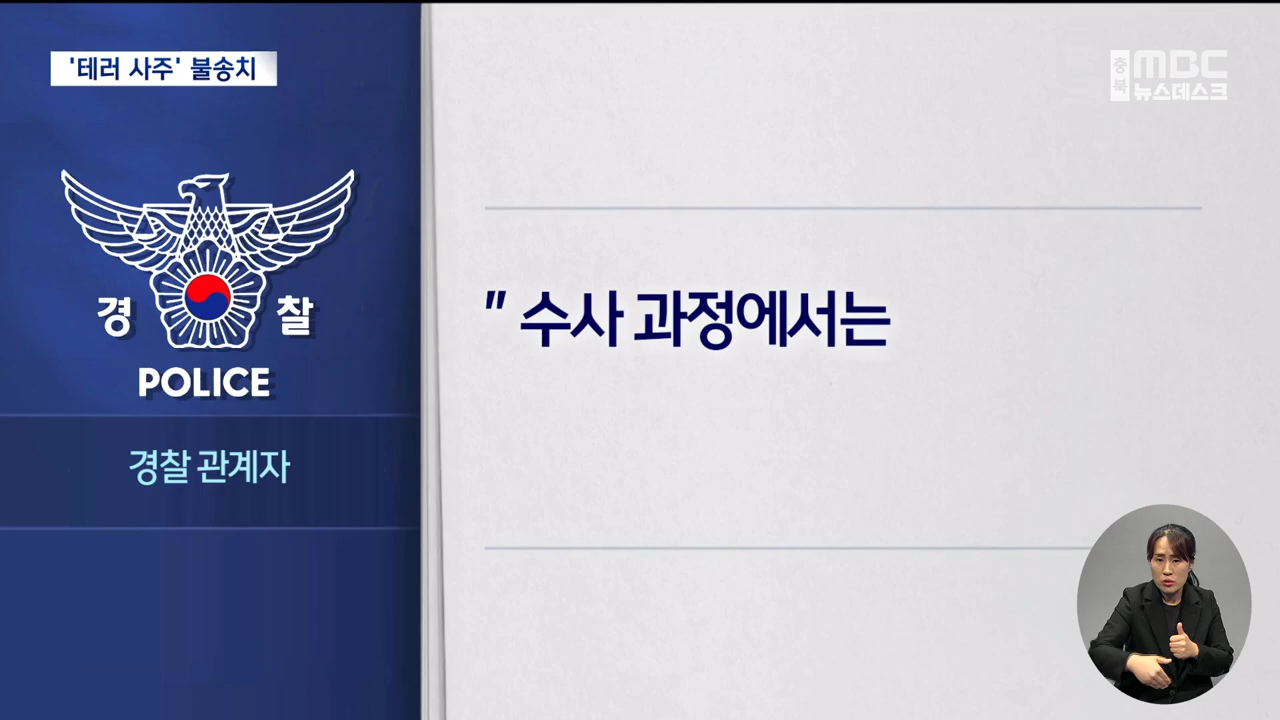 '테러 사주' 불송치
충북 MBC
뉴스데스크
경 찰
POLICE
경찰 관계자
" 수사 과정에서는